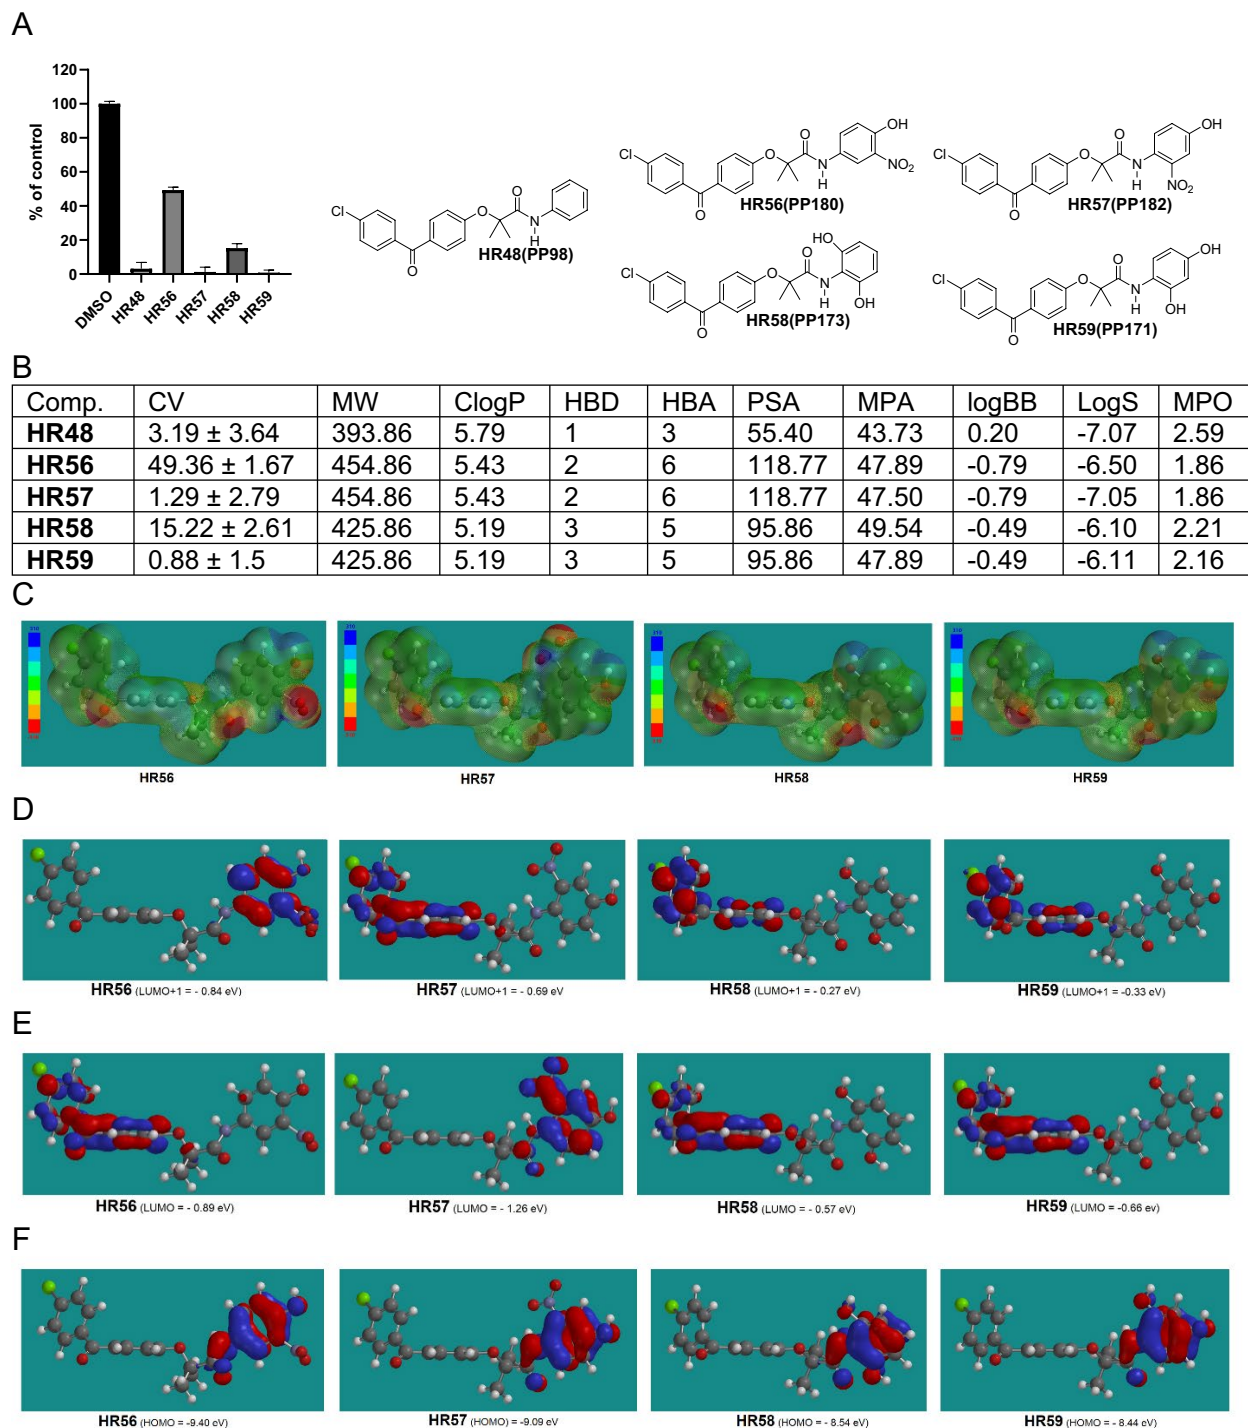 A
120
100
80
60
40
20
0
% of control
DMSO
HR48
HR56
HR57
HR58
HR59
Cl
O
O
O
N
H
HR48(PP98)
Cl
O
O
O
N
H
OH
NO₂
HR56(PP180)
Cl
O
O
O
N
H
OH
NO₂
HR57(PP182)
Cl
O
O
O
N
H
HO
OH
HR58(PP173)
Cl
O
O
O
N
H
OH
OH
HR59(PP171)
B
Comp. CV MW ClogP HBD HBA PSA MPA logBB LogS MPO
HR48 3.19 ± 3.64 393.86 5.79 1 3 55.40 43.73 0.20 -7.07 2.59
HR56 49.36 ± 1.67 454.86 5.43 2 6 118.77 47.89 -0.79 -6.50 1.86
HR57 1.29 ± 2.79 454.86 5.43 2 6 118.77 47.50 -0.79 -7.05 1.86
HR58 15.22 ± 2.61 425.86 5.19 3 5 95.86 49.54 -0.49 -6.10 2.21
HR59 0.88 ± 1.5 425.86 5.19 3 5 95.86 47.89 -0.49 -6.11 2.16
C
HR56
HR57
HR58
HR59
D
HR56 (LUMO+1 = - 0.84 eV)
HR57 (LUMO+1 = - 0.69 eV
HR58 (LUMO+1 = - 0.27 eV)
HR59 (LUMO+1 = -0.33 eV)
E
HR56 (LUMO = - 0.89 eV)
HR57 (LUMO = - 1.26 eV)
HR58 (LUMO = - 0.57 eV)
HR59 (LUMO = -0.66 ev)
F
HR56 (HOMO = -9.40 eV)
HR57 (HOMO) = -9.09 eV
HR58 (HOMO = - 8.54 eV)
HR59 (HOMO = - 8.44 eV)